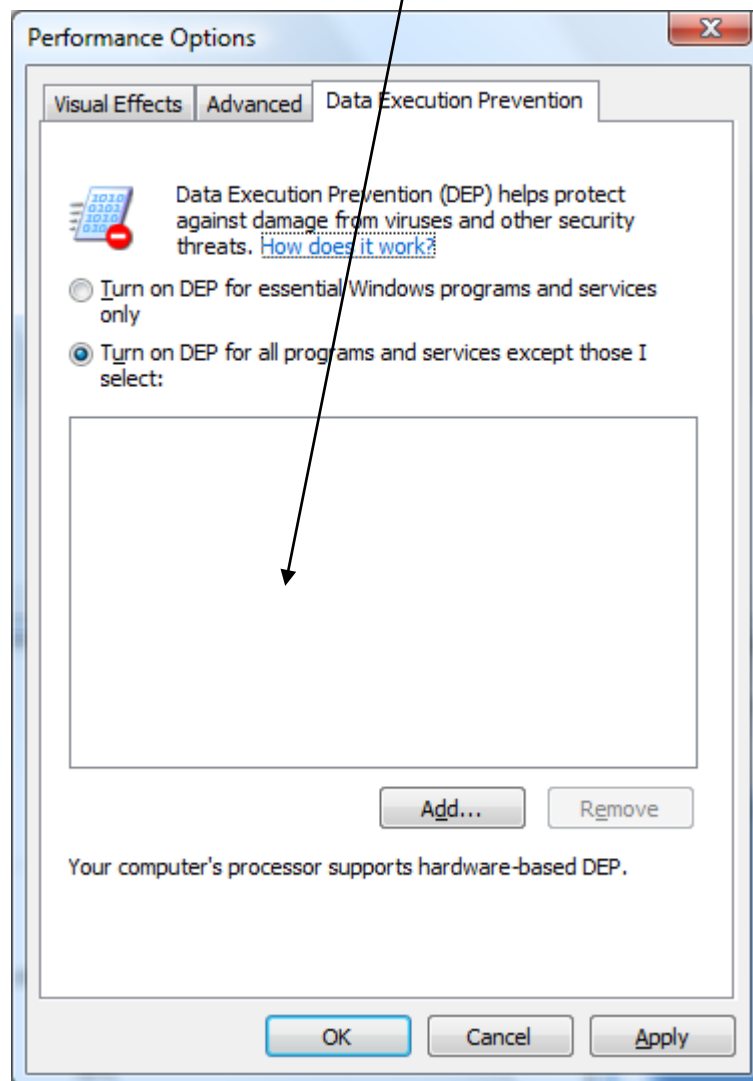 Performance Options
Visual Effects Advanced Data Execution Prevention
Data Execution Prevention (DEP) helps protect
against damage from viruses and other security
threats. How does it work?
Turn on DEP for essential Windows programs and services
only
Turn on DEP for all programs and services except those I
select:
Add... Remove
Your computer's processor supports hardware-based DEP.
OK Cancel Apply